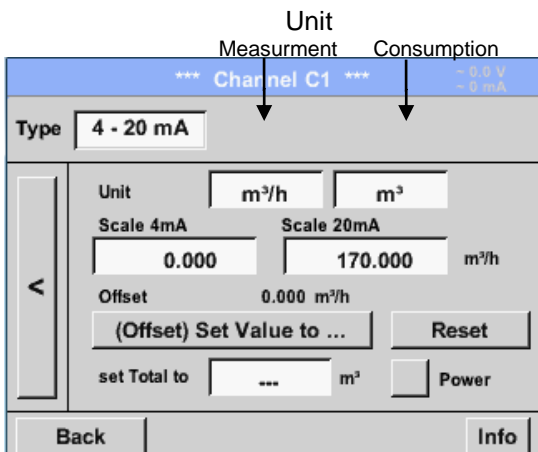 Unit
Measurment Consumption
*** Channel C1 *** ~ 0.0 V
~ 0 mA
Type 4 - 20 mA
Unit m³/h m³
Scale 4mA Scale 20mA
0.000 170.000 m³/h
<
Offset 0.000 m³/h
(Offset) Set Value to ... Reset
set Total to --- m³ Power
Back Info